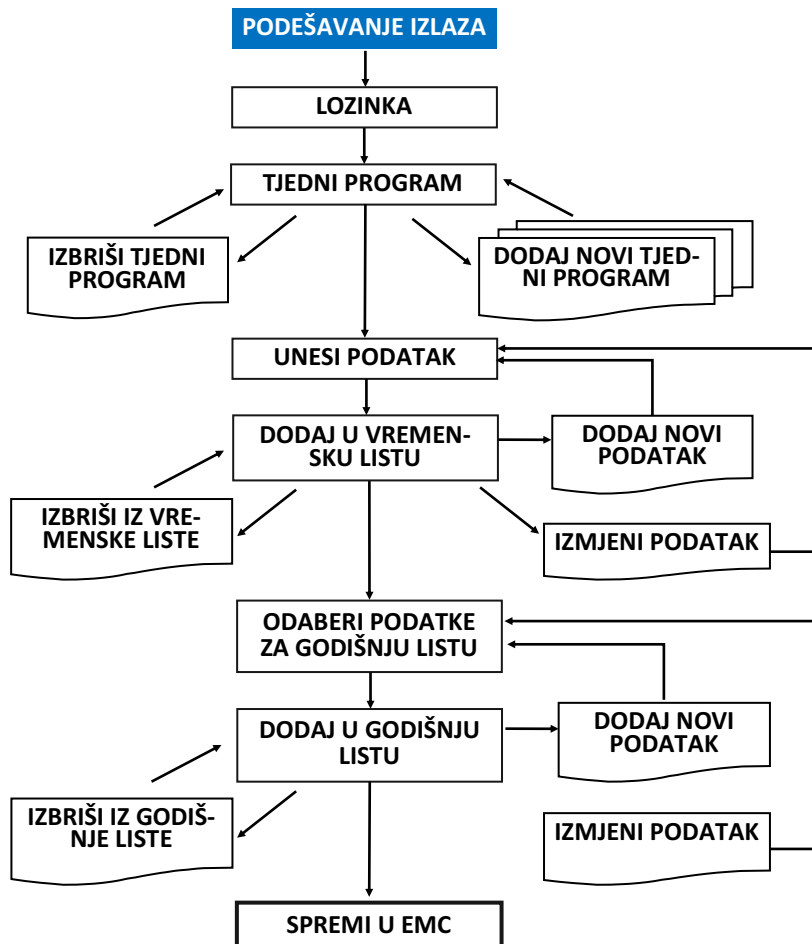 PODEŠAVANJE IZLAZA
LOZINKA
TJEDNI PROGRAM
IZBRIŠI TJEDNI
PROGRAM
DODAJ NOVI TJED-
NI PROGRAM
UNESI PODATAK
DODAJ U VREMEN-
SKU LISTU
DODAJ NOVI
PODATAK
IZBRIŠI IZ VRE-
MENSKE LISTE
IZMJENI PODATAK
ODABERI PODATKE
ZA GODIŠNJU LISTU
DODAJ U GODIŠNJU
LISTU
DODAJ NOVI
PODATAK
IZBRIŠI IZ GODIŠ-
NJE LISTE
IZMJENI PODATAK
SPREMI U EMC